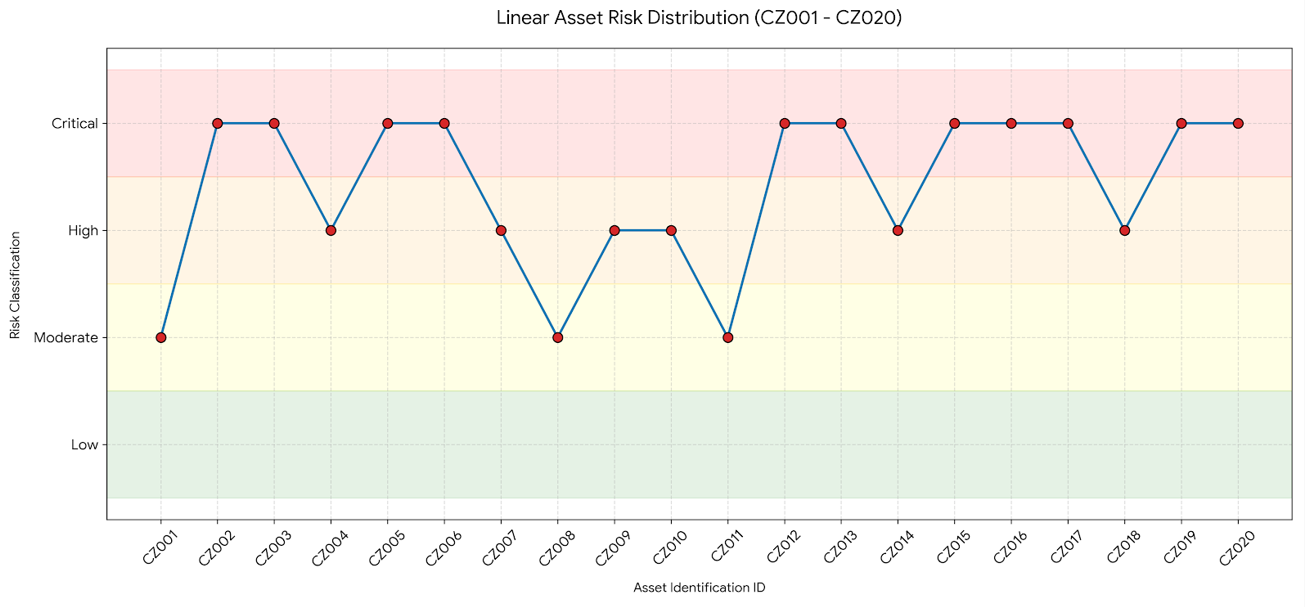 Linear Asset Risk Distribution (CZ001 - CZ020)
Critical
High
Moderate
Low
Risk Classification
CZ001
CZ002
CZ003
CZ004
CZ005
CZ006
CZ007
CZ008
CZ009
CZ010
CZ011
CZ012
CZ013
CZ014
CZ015
CZ016
CZ017
CZ018
CZ019
CZ020
Asset Identification ID